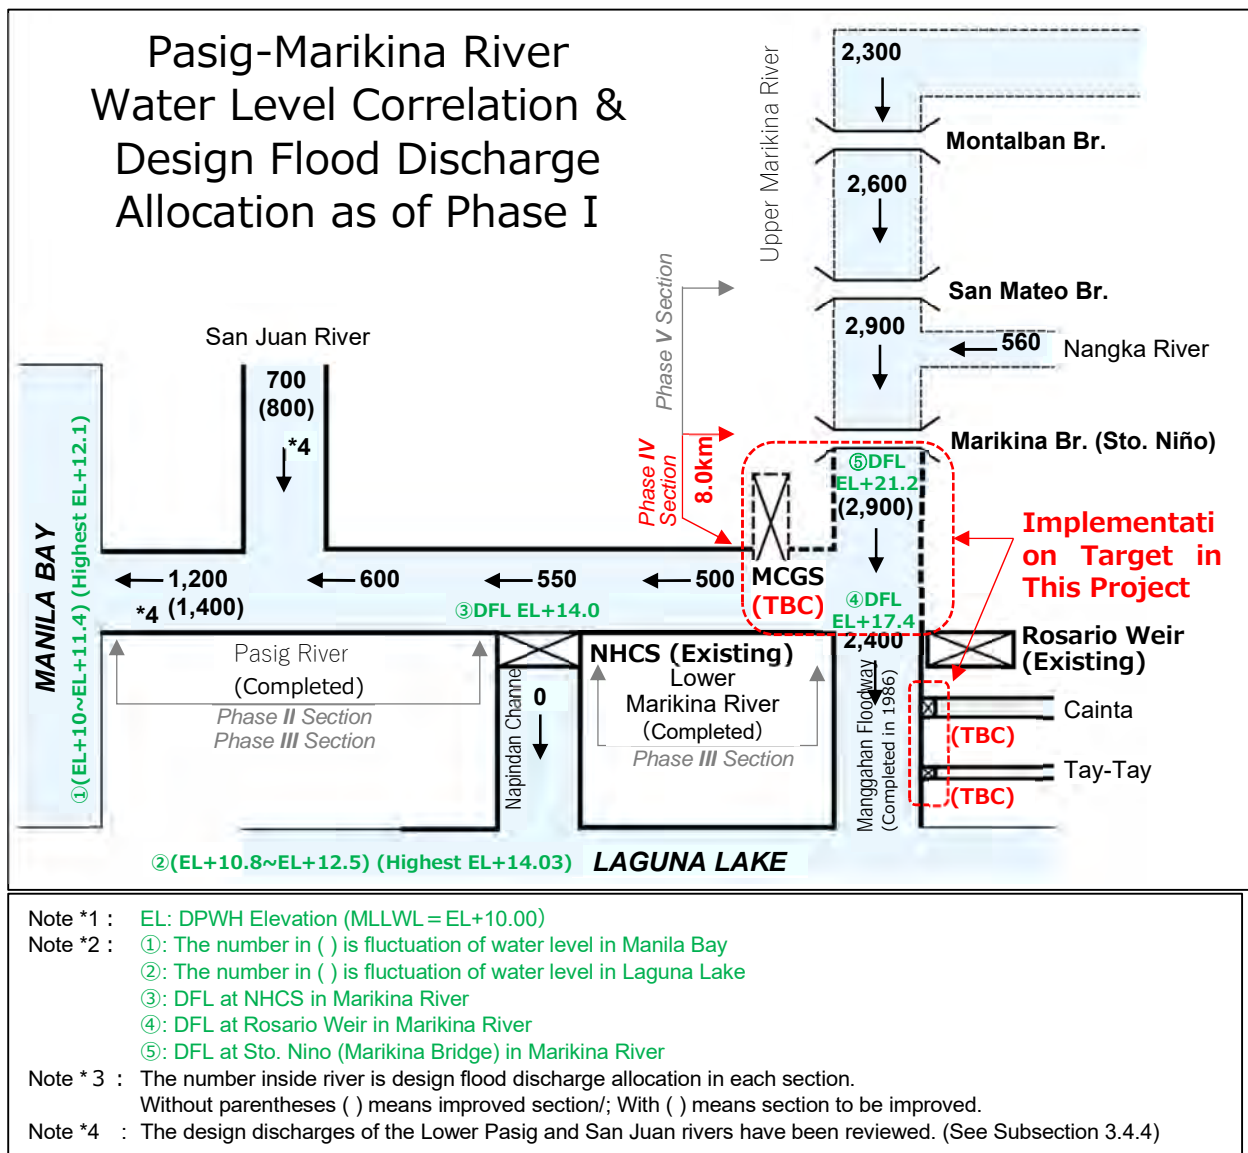 Pasig-Marikina River
Water Level Correlation &
Design Flood Discharge
Allocation as of Phase I
Upper Marikina River
2,300
Montalban Br.
2,600
San Mateo Br.
2,900
560
Nangka River
Marikina Br. (Sto. Niño)
Phase V Section
Phase IV
Section
8.0km
San Juan River
700
(800)
*4
⑤DFL
EL+21.2
(2,900)
Implementati
on Target in
This Project
MANILA BAY
①(EL+10~EL+11.4) (Highest EL+12.1)
1,200
*4 (1,400)
600
550
500
③DFL EL+14.0
MCGS
(TBC)
④DFL
EL+17.4
2,400
Rosario Weir
(Existing)
Pasig River
(Completed)
Phase II Section
Phase III Section
Napindan Channel
0
NHCS (Existing)
Lower
Marikina River
(Completed)
Phase III Section
Manggahan Floodway
(Completed in 1986)
Cainta
(TBC)
Tay-Tay
(TBC)
②(EL+10.8~EL+12.5) (Highest EL+14.03)
LAGUNA LAKE
Note *1 : EL: DPWH Elevation (MLLWL＝EL+10.00）
Note *2 : ①: The number in ( ) is fluctuation of water level in Manila Bay
②: The number in ( ) is fluctuation of water level in Laguna Lake
③: DFL at NHCS in Marikina River
④: DFL at Rosario Weir in Marikina River
⑤: DFL at Sto. Nino (Marikina Bridge) in Marikina River
Note * 3 : The number inside river is design flood discharge allocation in each section.
Without parentheses ( ) means improved section/; With ( ) means section to be improved.
Note *4 : The design discharges of the Lower Pasig and San Juan rivers have been reviewed. (See Subsection 3.4.4)